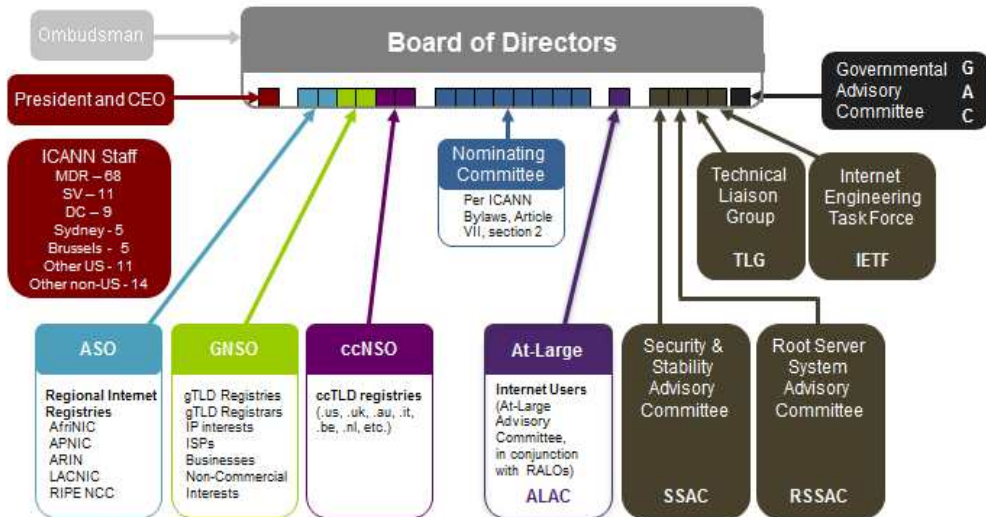 Ombudsman
Board of Directors
President and CEO
Governmental
Advisory
Committee
G
A
C
ICANN Staff
MDR – 68
SV – 11
DC – 9
Sydney - 5
Brussels - 5
Other US - 11
Other non-US - 14
Nominating
Committee
Per ICANN
Bylaws, Article
VII, section 2
Technical
Liaison
Group
TLG
Internet
Engineering
Task Force
IETF
ASO
Regional Internet
Registries
AfriNIC
APNIC
ARIN
LACNIC
RIPE NCC
GNSO
gTLD Registries
gTLD Registrars
IP interests
ISPs
Businesses
Non-Commercial
Interests
ccNSO
ccTLD registries
(.us, .uk, .au, .it,
.be, .nl, etc.)
At-Large
Internet Users
(At-Large
Advisory
Committee,
in conjunction
with RALOs)
ALAC
Security &
Stability
Advisory
Committee
SSAC
Root Server
System
Advisory
Committee
RSSAC